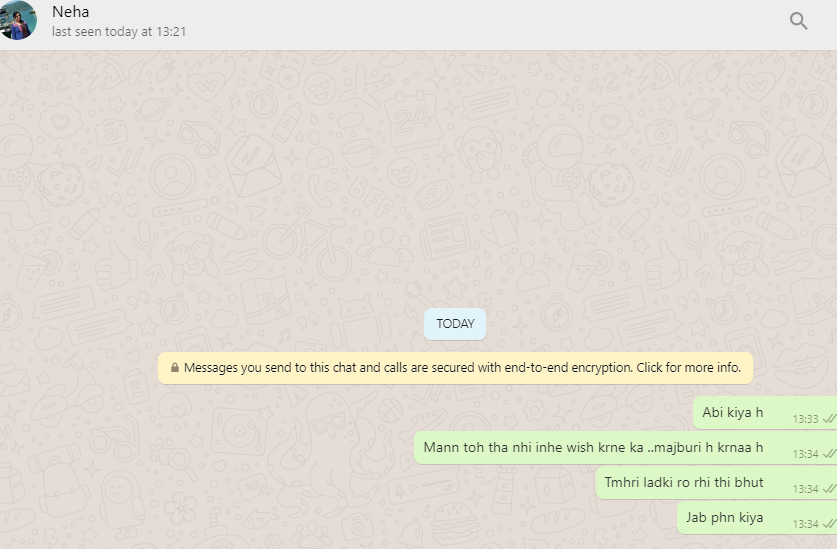 Neha
last seen today at 13:21
TODAY
Messages you send to this chat and calls are secured with end-to-end encryption. Click for more info.
Abi kiya h 13:33
Mann toh tha nhi inhe wish krne ka ..majburi h krnaa h 13:34
Tmhri ladki ro rhi thi bhut 13:34
Jab phn kiya 13:34